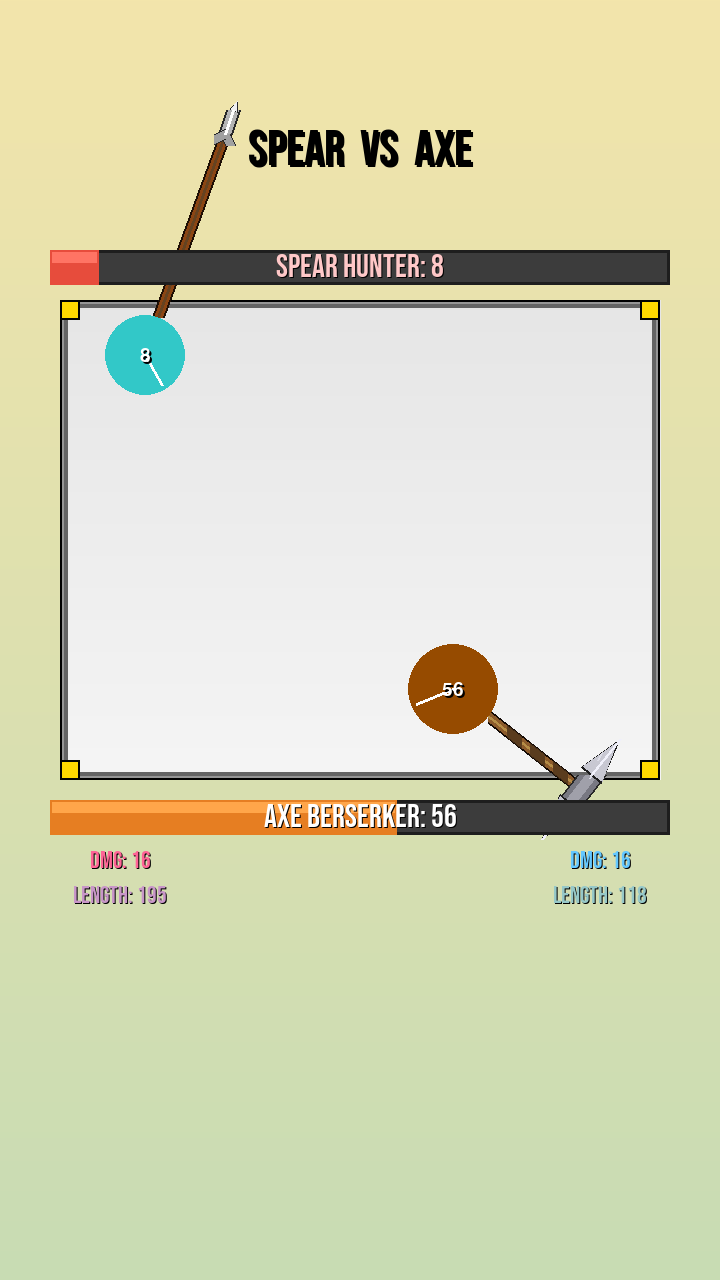 SPEAR VS AXE
SPEAR HUNTER: 8
8
56
AXE BERSERKER: 56
DMG: 16
LENGTH: 195
DMG: 16
LENGTH: 118